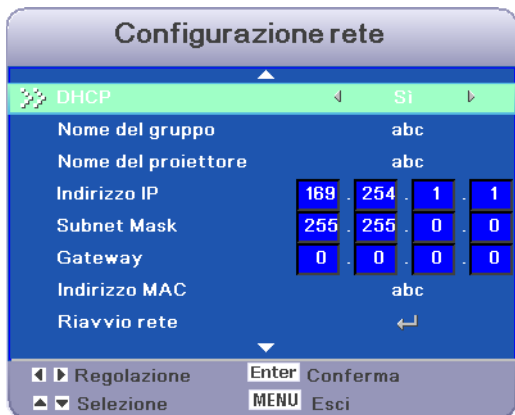 Configurazione rete
DHCP Sì
Nome del gruppo abc
Nome del proiettore abc
Indirizzo IP 169 . 254 . 1 . 1
Subnet Mask 255 . 255 . 0 . 0
Gateway 0 . 0 . 0 . 0
Indirizzo MAC abc
Riavvio rete
Regolazione Enter Conferma
Selezione MENU Esci